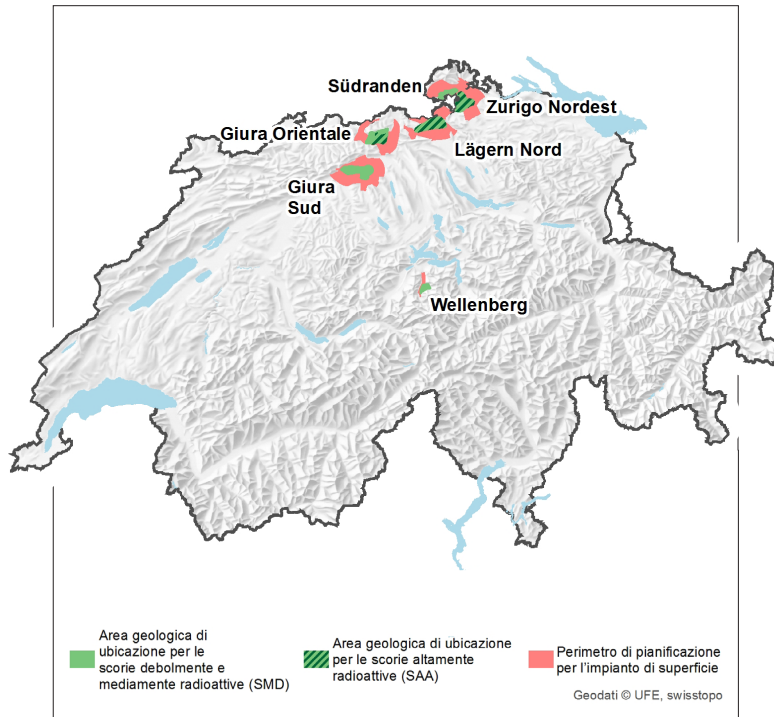 Südranden
Zurigo Nordest
Giura Orientale
Lägern Nord
Giura
Sud
Wellenberg
Area geologica di
ubicazione per le
scorie debolmente e
mediamente radioattive (SMD)
Area geologica di ubicazione
per le scorie altamente
radioattive (SAA)
Perimetro di pianificazione
per l'impianto di superficie
Geodati © UFE, swisstopo